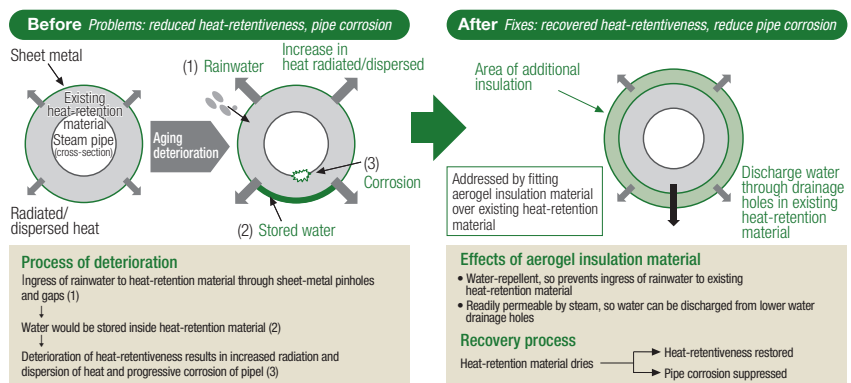 Before Problems: reduced heat-retentiveness, pipe corrosion
Sheet metal
Existing
heat-retention
material
Steam pipe
(cross-section)
Radiated/
dispersed heat
Aging
deterioration
(1) Rainwater
Increase in
heat radiated/dispersed
(3)
Corrosion
(2) Stored water
Process of deterioration
Ingress of rainwater to heat-retention material through sheet-metal pinholes
and gaps (1)
Water would be stored inside heat-retention material (2)
Deterioration of heat-retentiveness results in increased radiation and
dispersion of heat and progressive corrosion of pipel (3)
After Fixes: recovered heat-retentiveness, reduce pipe corrosion
Area of additional
insulation
Addressed by fitting
aerogel insulation material
over existing heat-retention
material
Discharge water
through drainage
holes in existing
heat-retention
material
Effects of aerogel insulation material
• Water-repellent, so prevents ingress of rainwater to existing
heat-retention material
• Readily permeable by steam, so water can be discharged from lower water
drainage holes
Recovery process
Heat-retention material dries
Heat-retentiveness restored
Pipe corrosion suppressed